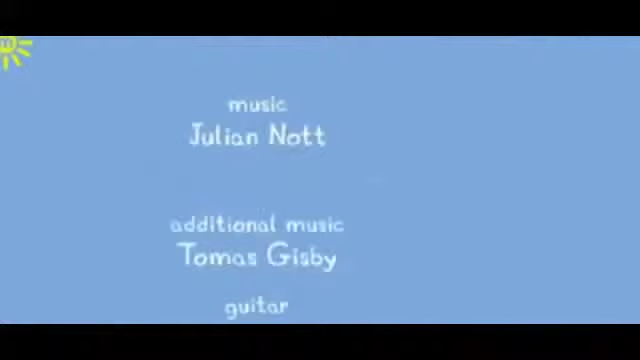 music
Julian Nott
additional music
Tomas Gisby
guitar